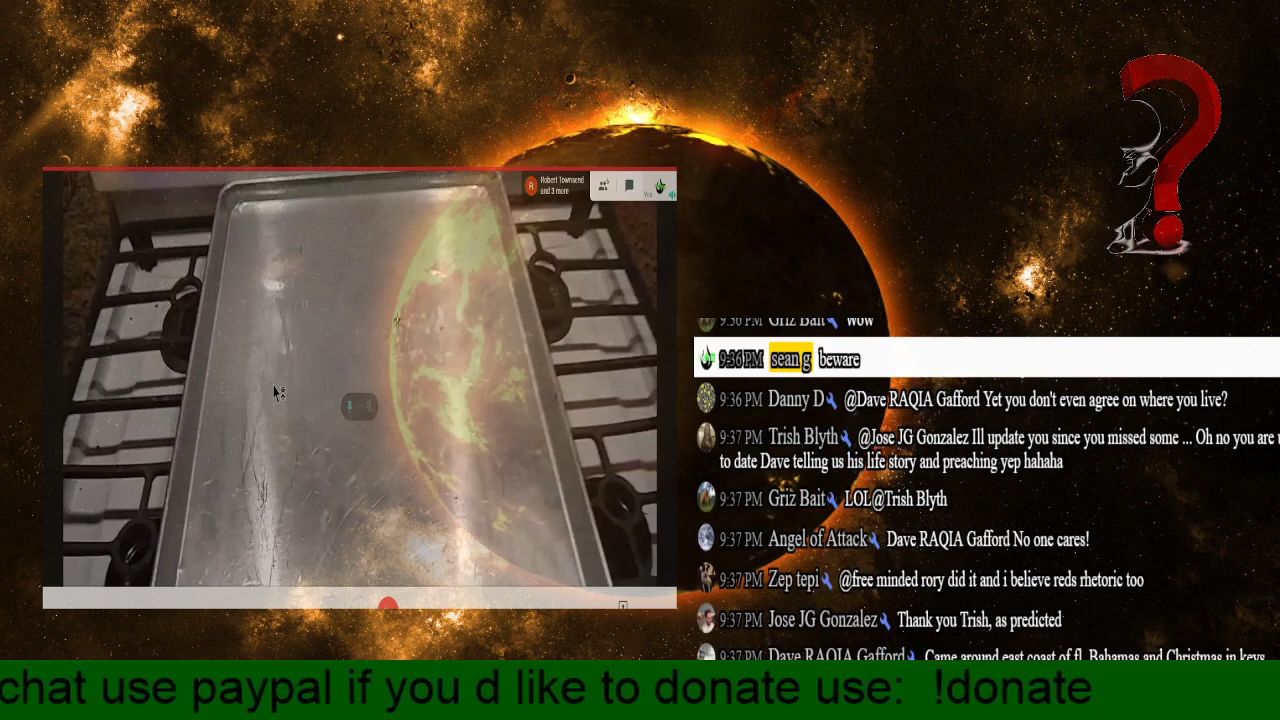 Robert Townsend
and 3 more
You
9:36 PM Griz Bait Wow
9:36 PM sean g beware
9:36 PM Danny D @Dave RAQIA Gafford Yet you don't even agree on where you live?
9:37 PM Trish Blyth @Jose JG Gonzalez Ill update you since you missed some ... Oh no you are
to date Dave telling us his life story and preaching yep hahaha
9:37 PM Griz Bait LOL@Trish Blyth
9:37 PM Angel of Attack Dave RAQIA Gafford No one cares!
9:37 PM Zep tepi @free minded rory did it and i believe reds rhetoric too
9:37 PM Jose JG Gonzalez Thank you Trish, as predicted
9:37 PM Dave RAQIA Gafford Came around east coast of fl. Bahamas and Christmas in keys
chat use paypal if you d like to donate use: !donate